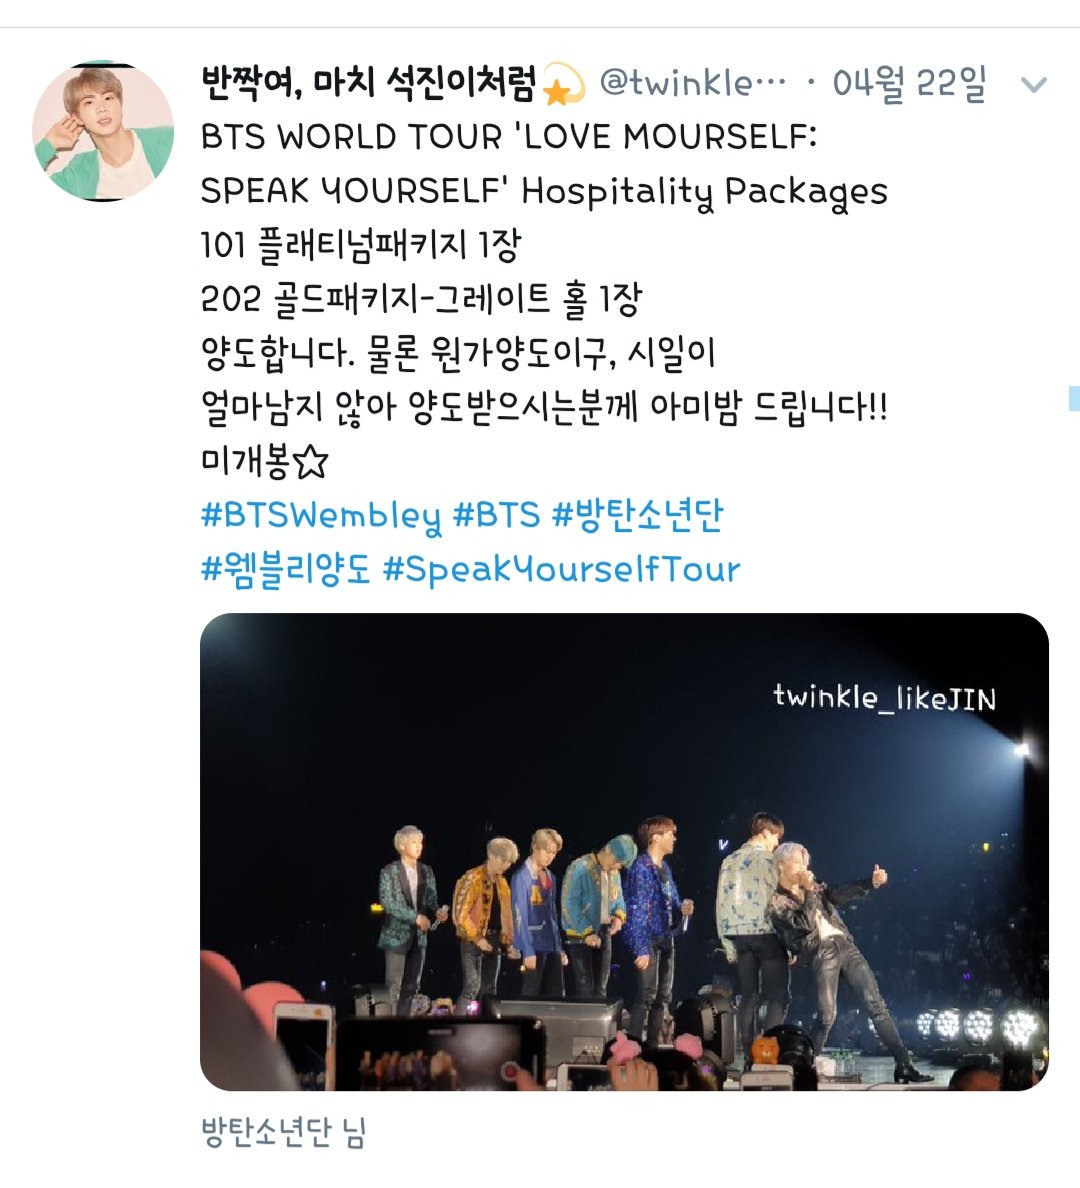 반짝여, 마치 석진이처럼💫 @twinkle··· · 04월 22일
BTS WORLD TOUR 'LOVE MOURSELF:
SPEAK YOURSELF' Hospitality Packages
101 플래티넘패키지 1장
202 골드패키지-그레이트 홀 1장
양도합니다. 물론 원가양도이구, 시일이
얼마남지 않아 양도받으시는분께 아미밤 드립니다!!
미개봉☆
#BTSWembley #BTS #방탄소년단
#웸블리양도 #SpeakYourselfTour
twinkle_likeJIN
방탄소년단 님